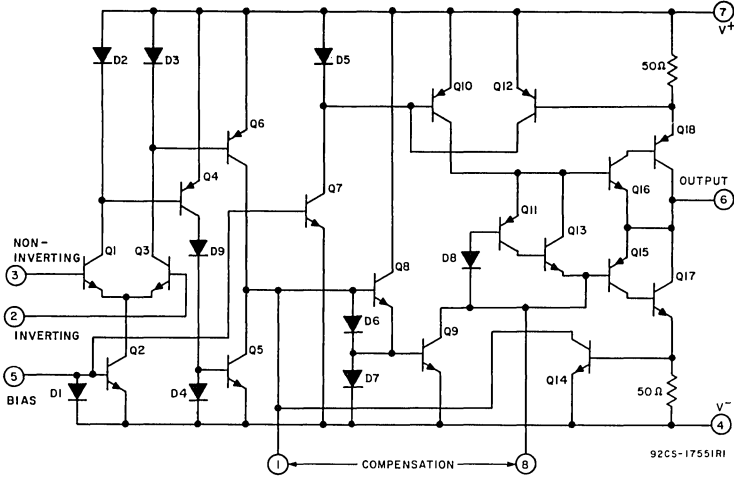 7
V+
D2
D3
D5
50Ω
Q10
Q12
Q6
Q18
Q4
Q16
OUTPUT
6
Q7
Q11
Q13
NON-
INVERTING
3
Q1
Q3
D9
D8
Q15
Q8
Q17
2
INVERTING
D6
Q9
Q2
Q5
5
BIAS
D1
D4
D7
Q14
50Ω
V-
4
92CS-17551R1
1
COMPENSATION
8